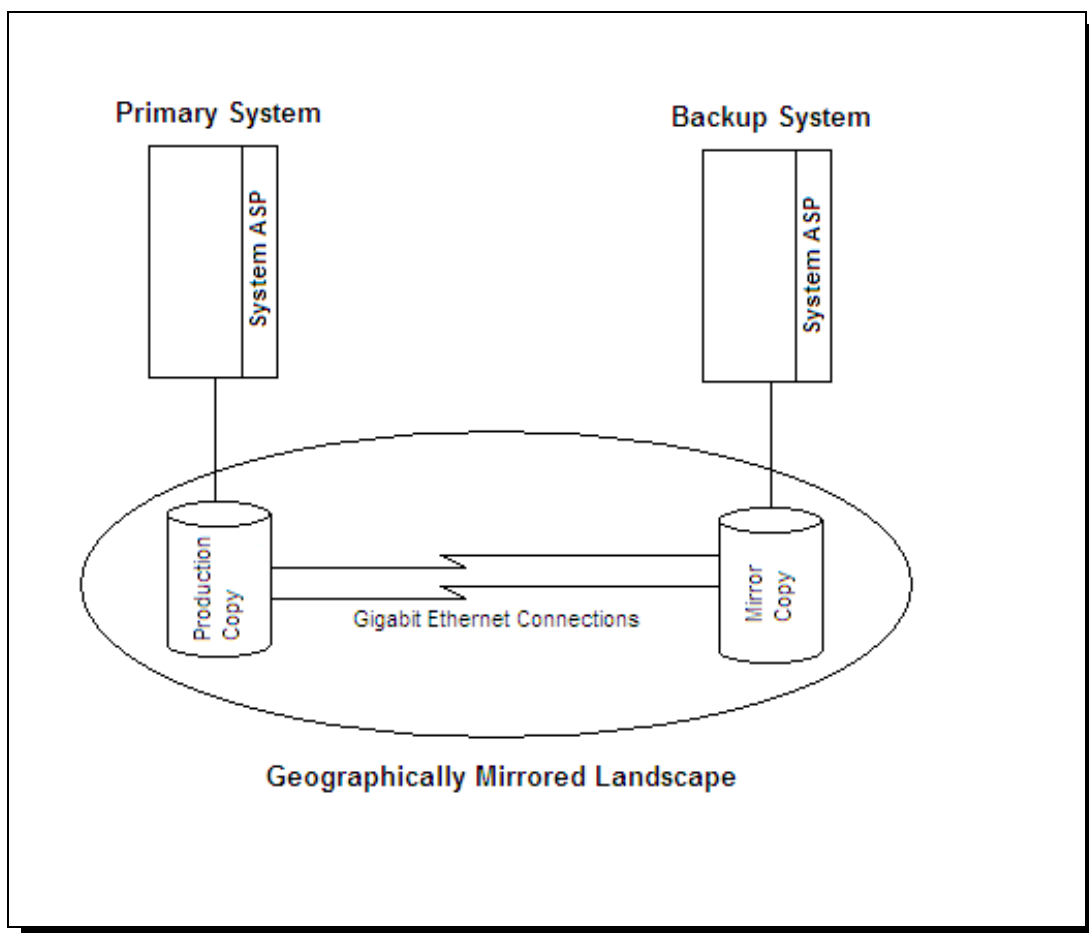 Primary System
Backup System
System ASP
System ASP
Production
Copy
Gigabit Ethernet Connections
Mirror
Copy
Geographically Mirrored Landscape